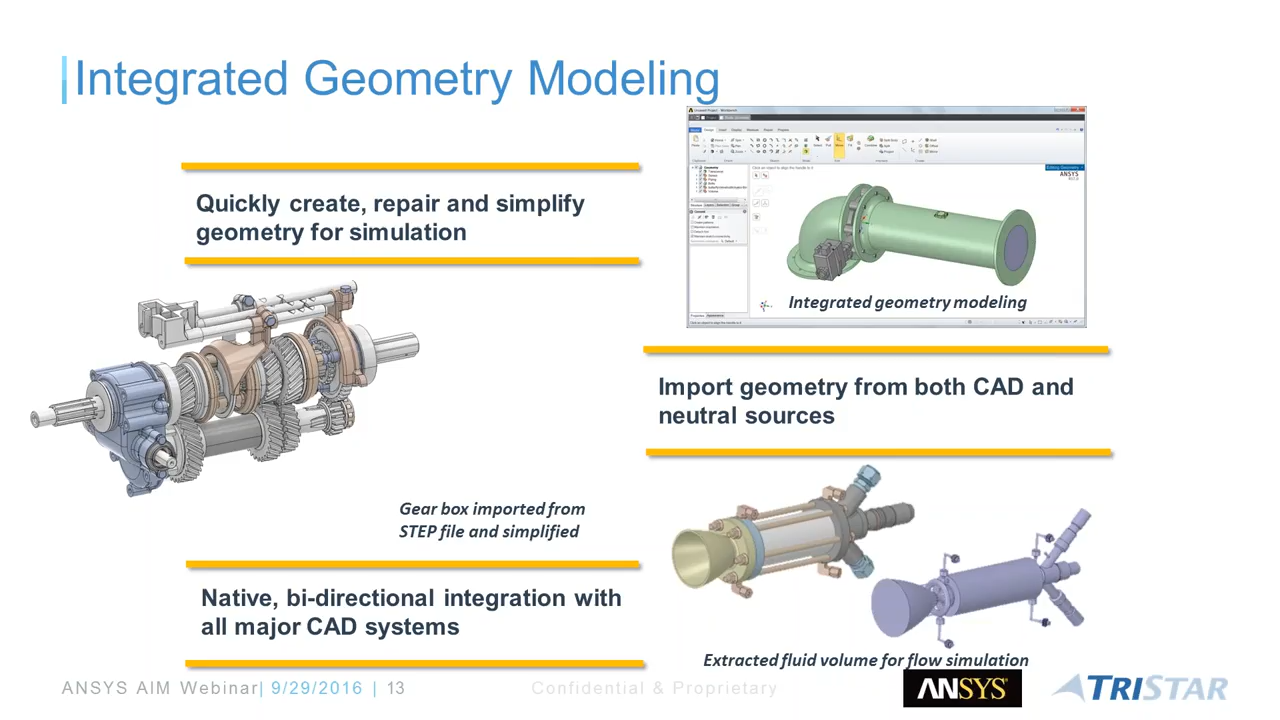 Integrated Geometry Modeling
Quickly create, repair and simplify
geometry for simulation
ANSYS
Integrated geometry modeling
Import geometry from both CAD and
neutral sources
Gear box imported from
STEP file and simplified
Native, bi-directional integration with
all major CAD systems
Extracted fluid volume for flow simulation
ANSYS AIM Webinar| 9/29/2016 | 13
Confidential & Proprietary
ANSYS
TRISTAR